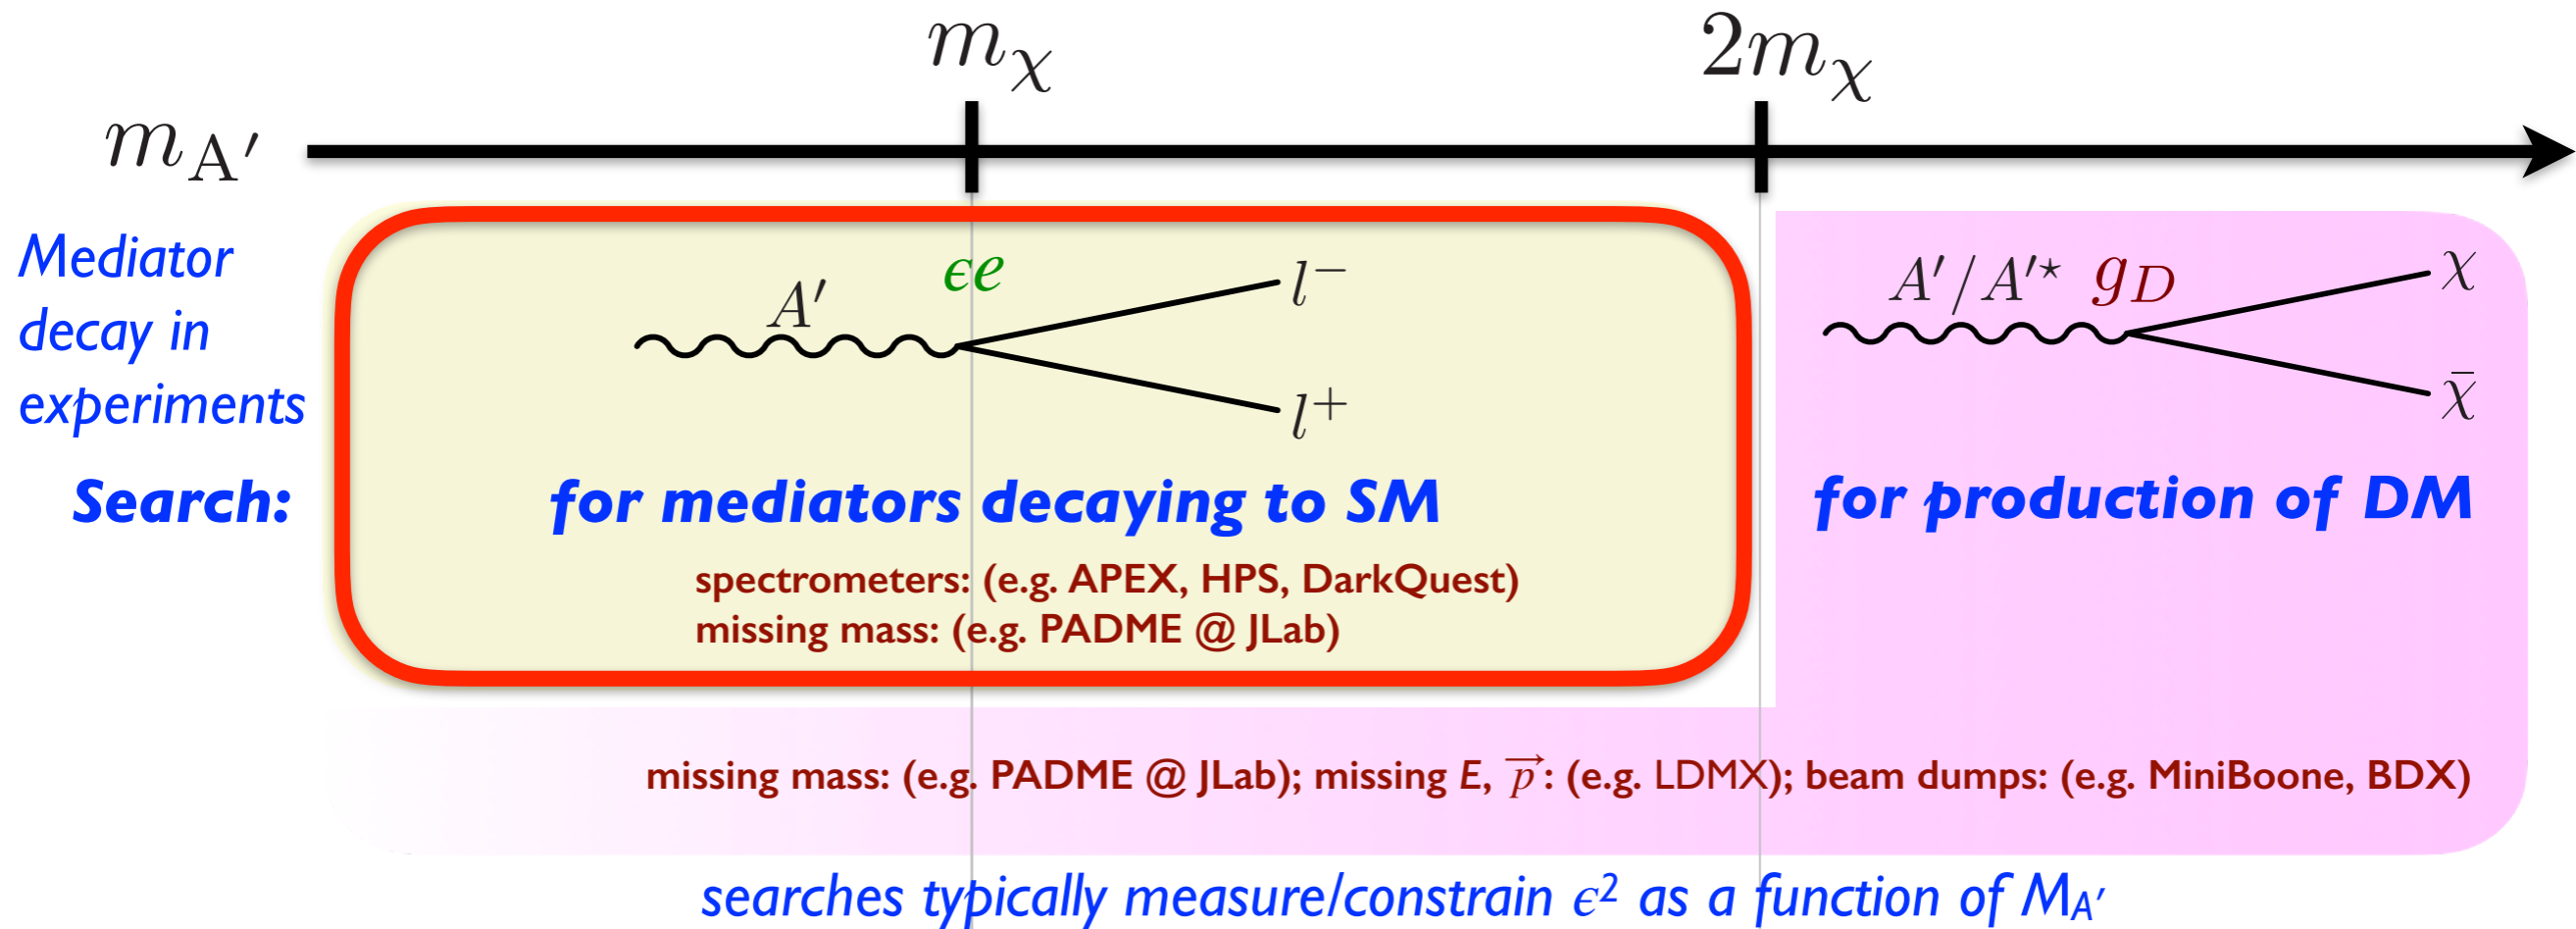 m_χ
2m_χ
m_A′
Mediator
decay in
experiments
A′
ϵe
l⁻
l⁺
A′/A′⋆ g_D
χ
χ̄
Search:
for mediators decaying to SM
for production of DM
spectrometers: (e.g. APEX, HPS, DarkQuest)
missing mass: (e.g. PADME @ JLab)
missing mass: (e.g. PADME @ JLab); missing E, p⃗: (e.g. LDMX); beam dumps: (e.g. MiniBoone, BDX)
searches typically measure/constrain ϵ² as a function of M_A′